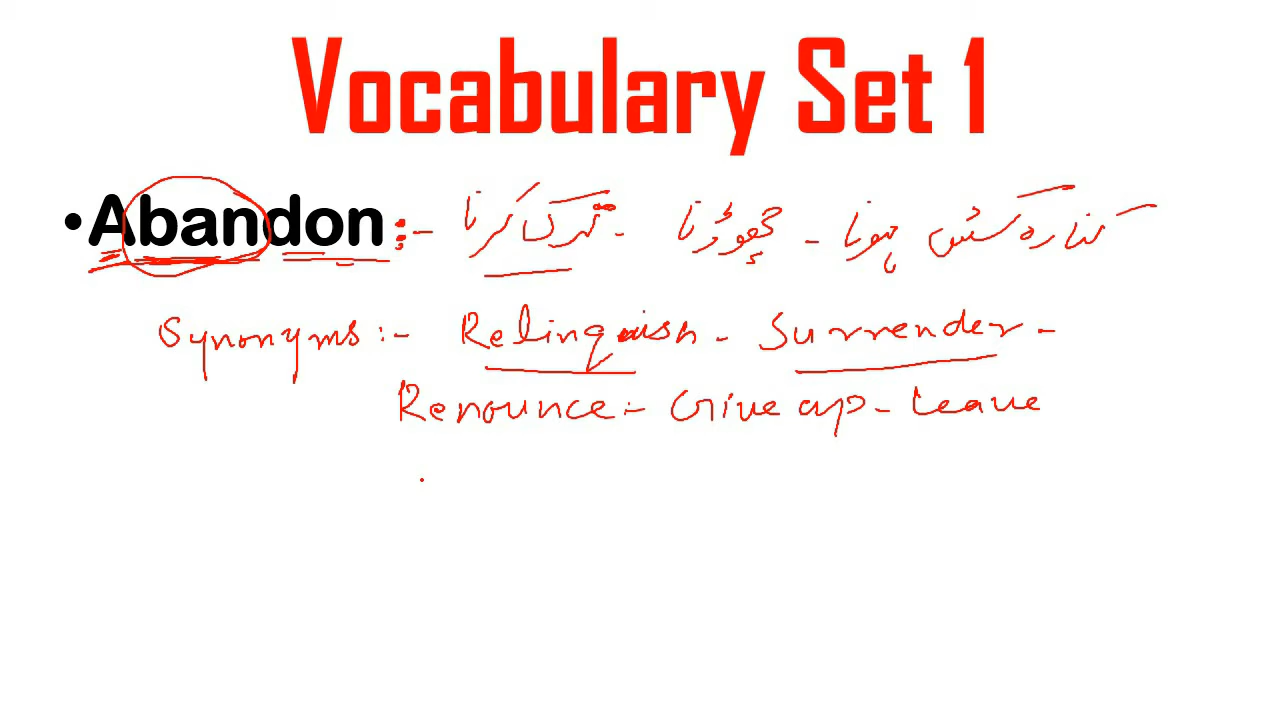 Vocabulary Set 1
•Abandon :- ترک کرنا - چھوڑنا - کنارہ کش ہونا
Synonyms :- Relinquish - Surrender -
Renounce :- Give up - Leave